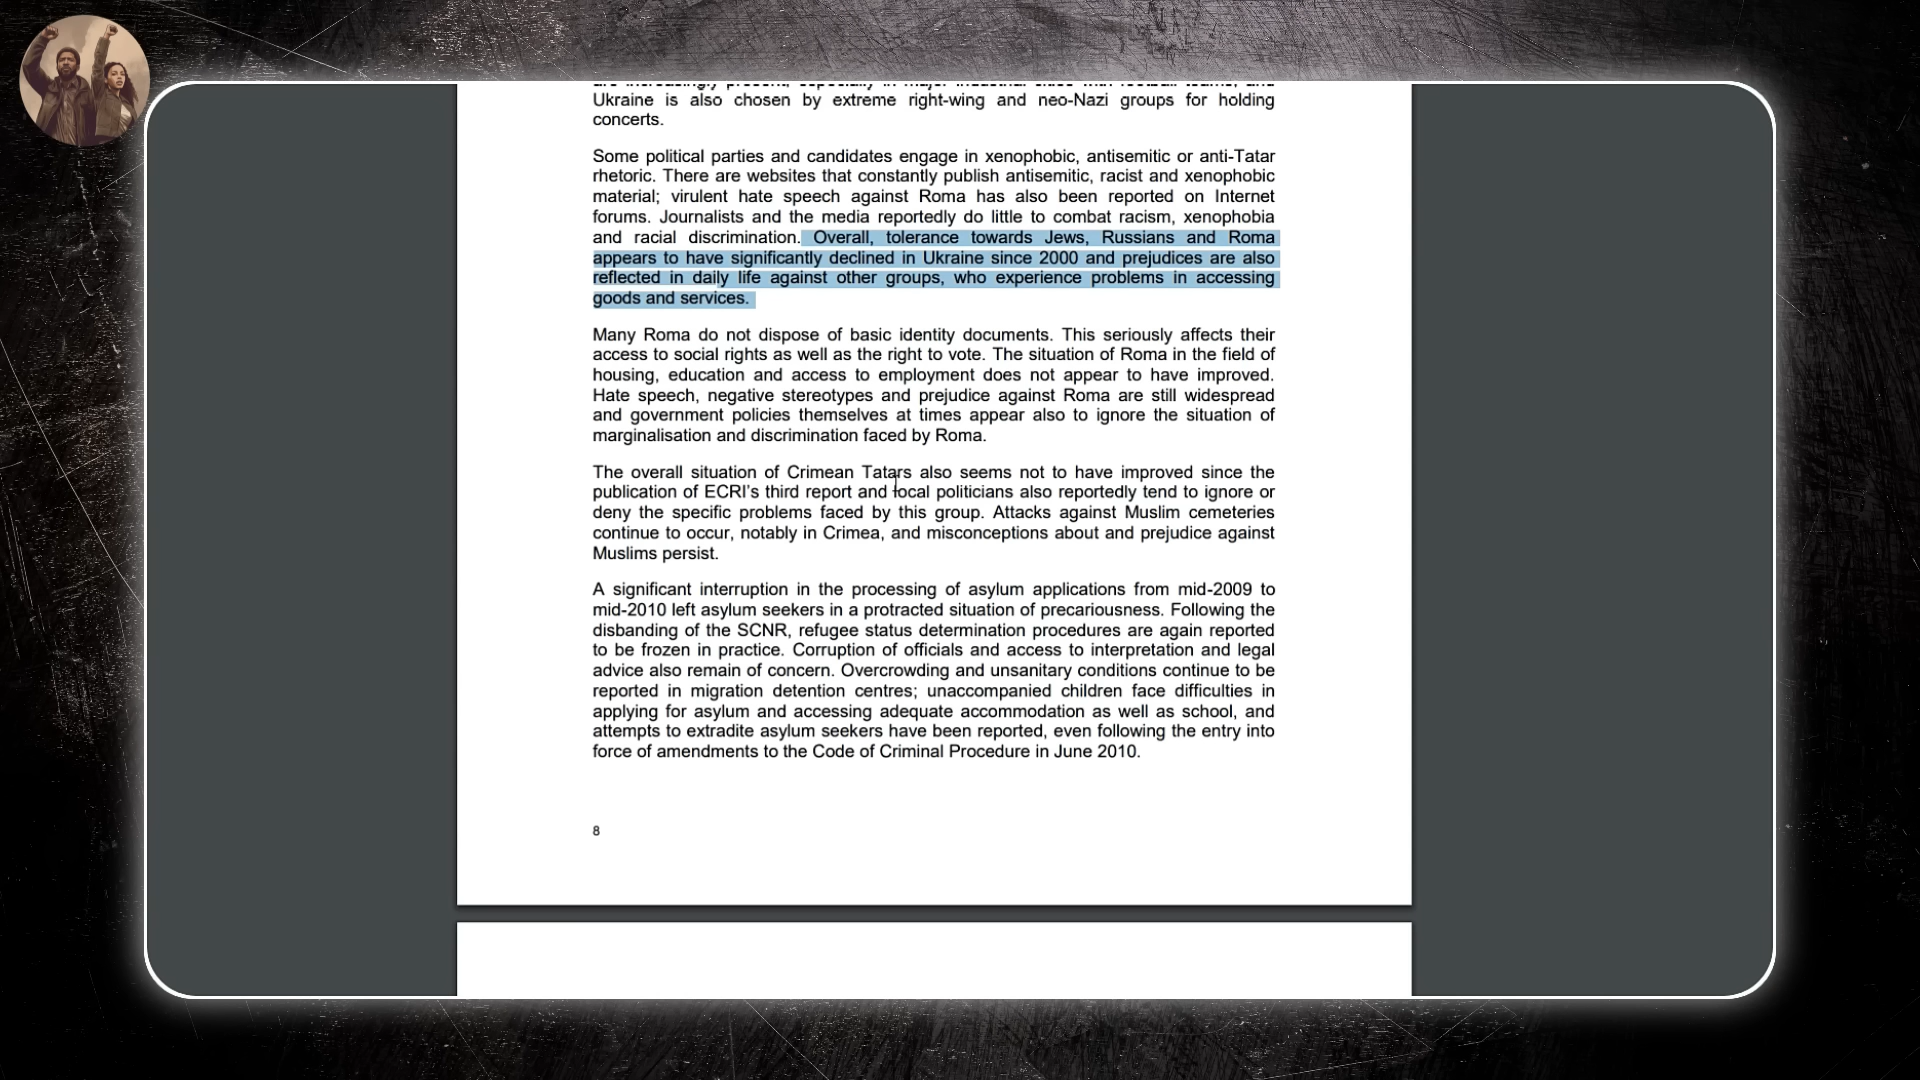 are increasingly present, especially in major industrial cities with football teams, and
Ukraine is also chosen by extreme right-wing and neo-Nazi groups for holding
concerts.
Some political parties and candidates engage in xenophobic, antisemitic or anti-Tatar
rhetoric. There are websites that constantly publish antisemitic, racist and xenophobic
material; virulent hate speech against Roma has also been reported on Internet
forums. Journalists and the media reportedly do little to combat racism, xenophobia
and racial discrimination. Overall, tolerance towards Jews, Russians and Roma
appears to have significantly declined in Ukraine since 2000 and prejudices are also
reflected in daily life against other groups, who experience problems in accessing
goods and services.
Many Roma do not dispose of basic identity documents. This seriously affects their
access to social rights as well as the right to vote. The situation of Roma in the field of
housing, education and access to employment does not appear to have improved.
Hate speech, negative stereotypes and prejudice against Roma are still widespread
and government policies themselves at times appear also to ignore the situation of
marginalisation and discrimination faced by Roma.
The overall situation of Crimean Tatars also seems not to have improved since the
publication of ECRI's third report and local politicians also reportedly tend to ignore or
deny the specific problems faced by this group. Attacks against Muslim cemeteries
continue to occur, notably in Crimea, and misconceptions about and prejudice against
Muslims persist.
A significant interruption in the processing of asylum applications from mid-2009 to
mid-2010 left asylum seekers in a protracted situation of precariousness. Following the
disbanding of the SCNR, refugee status determination procedures are again reported
to be frozen in practice. Corruption of officials and access to interpretation and legal
advice also remain of concern. Overcrowding and unsanitary conditions continue to be
reported in migration detention centres; unaccompanied children face difficulties in
applying for asylum and accessing adequate accommodation as well as school, and
attempts to extradite asylum seekers have been reported, even following the entry into
force of amendments to the Code of Criminal Procedure in June 2010.
8